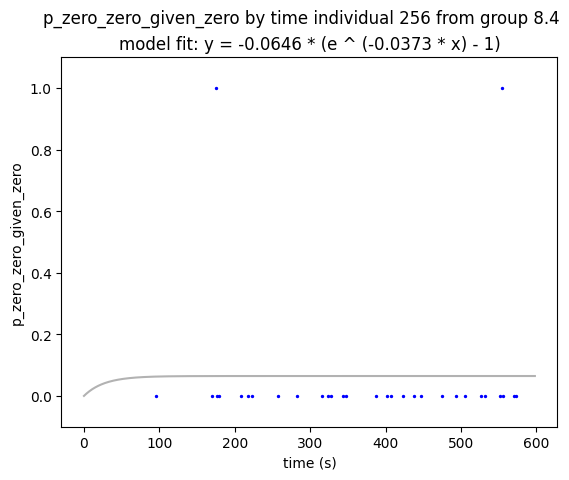 p_zero_zero_given_zero by time individual 256 from group 8.4
model fit: y = -0.0646 * (e ^ (-0.0373 * x) - 1)
1.0
0.8
0.6
0.4
0.2
0.0
p_zero_zero_given_zero
0 100 200 300 400 500 600
time (s)